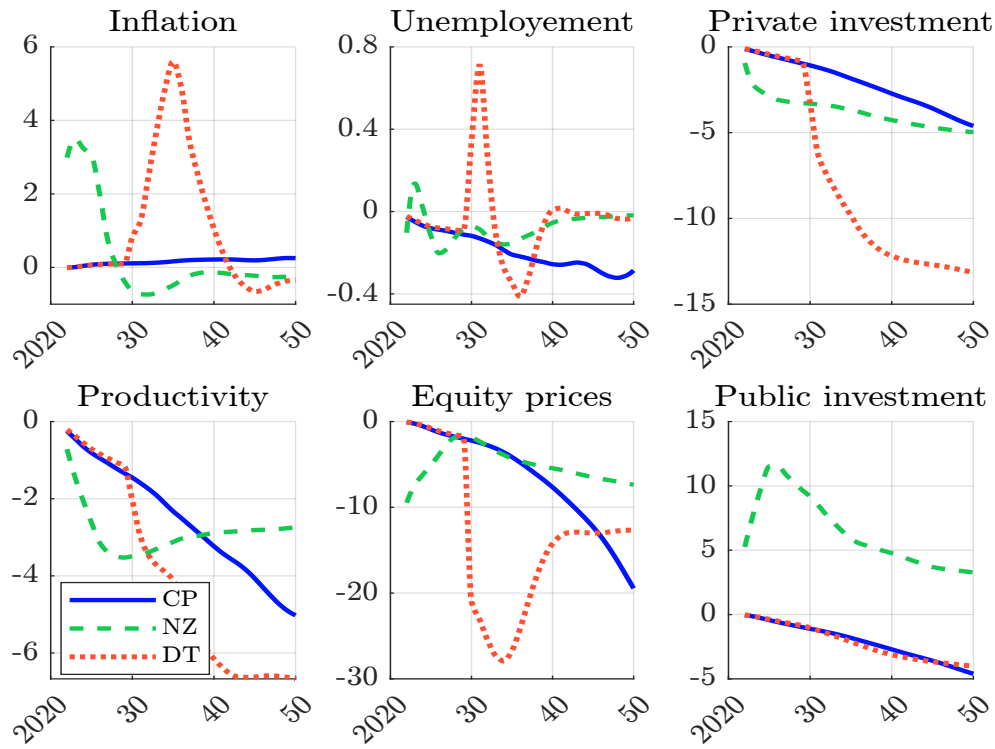 Inflation
6
4
2
0
2020 30 40 50
Unemployement
0.8
0.4
0
-0.4
2020 30 40 50
Private investment
0
-5
-10
-15
2020 30 40 50
Productivity
0
-2
-4
-6
CP
NZ
DT
2020 30 40 50
Equity prices
0
-10
-20
-30
2020 30 40 50
Public investment
15
10
5
0
-5
2020 30 40 50